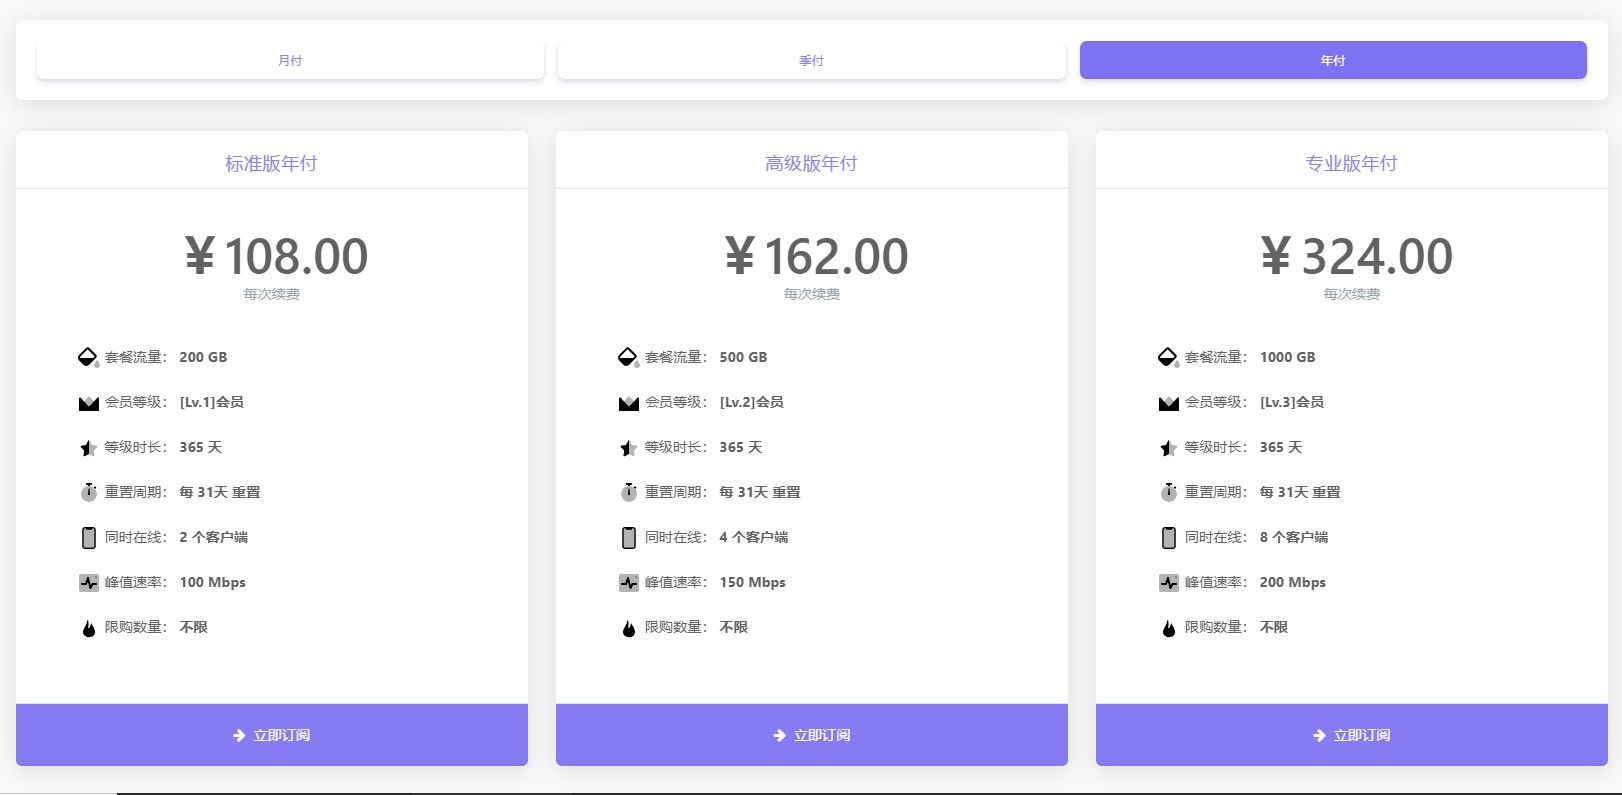 月付
季付
年付
标准版年付
¥108.00
每次续费
套餐流量： 200 GB
会员等级： [Lv.1]会员
等级时长： 365 天
重置周期： 每 31天 重置
同时在线： 2 个客户端
峰值速率： 100 Mbps
限购数量： 不限
立即订阅
高级版年付
¥162.00
每次续费
套餐流量： 500 GB
会员等级： [Lv.2]会员
等级时长： 365 天
重置周期： 每 31天 重置
同时在线： 4 个客户端
峰值速率： 150 Mbps
限购数量： 不限
立即订阅
专业版年付
¥324.00
每次续费
套餐流量： 1000 GB
会员等级： [Lv.3]会员
等级时长： 365 天
重置周期： 每 31天 重置
同时在线： 8 个客户端
峰值速率： 200 Mbps
限购数量： 不限
立即订阅